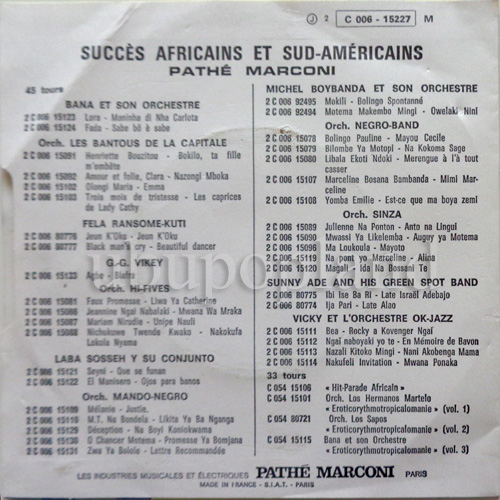 Ⓙ 2 C 006 - 15227 M
SUCCÈS AFRICAINS ET SUD-AMÉRICAINS
PATHÉ MARCONI
45 tours
BANA ET SON ORCHESTRE
2 C 006 15123 Lora - Maninha di Nha Carlota
2 C 006 15124 Fada - Sabe bô è sabe
Orch. LES BANTOUS DE LA CAPITALE
2 C 006 15091 Henriette Bouzitou - Bokilo, ta fille m'embête
2 C 006 15092 Amour et folie, Clara - Nazongi Mboka
2 C 006 15102 Olongi Maria - Emma
2 C 006 15103 Trois mois de tristesse - Les caprices de Lady Cathy
FELA RANSOME-KUTI
2 C 006 80776 Jeun K'Oku - Jeun K'Oku
2 C 006 80777 Black man's cry - Beautiful dancer
G.-G. VIKEY
2 C 006 15133 Agbe - Biafra
Orch. HI-FIVES
2 C 006 15081 Faux Promesse - Liwa Ya Catherine
2 C 006 15086 Jeannine Ngai Nabalaki - Mwana Wa Mraka
2 C 006 15087 Mariam Nirudie - Unipe Nauli
2 C 006 15132 Nichukuwe Twende Kwako - Nakokufa Lokola Nyama
LABA SOSSEH Y SU CONJUNTO
2 C 006 15121 Seyni - Que se funan
2 C 006 15122 El Manisero - Ojos para banos
Orch. MANDO-NEGRO
2 C 006 15109 Mélanie - Justie.
2 C 006 15110 M.T. Na Bondela - Likita Ya Ba Nganga
2 C 006 15129 Déception - Na Boyi Koniokwama
2 C 006 15130 O Chancer Motema - Promesse Ya Bomjana
2 C 006 15131 Zwa Ya Bolole - Lettre Recommandée
MICHEL BOYBANDA ET SON ORCHESTRE
2 C 006 92495 Mokili - Bolingo Spontanné
2 C 006 92494 Motema Makembo Mingi - Owelaki Nini
Orch. NEGRO-BAND
2 C 006 15078 Bolingo Pauline - Mayou Cecile
2 C 006 15079 Bilombe Ya Motopi - Na Kokoma Sage
2 C 006 15080 Libala Ekoti Ndoki - Merengue à l'à tout casser
2 C 006 15107 Marceline Bosana Bambanda - Mimi Marceline
2 C 006 15108 Yomba Emilie - Est-ce que ma boya zemi
Orch. SINZA
2 C 006 15089 Julienne Na Ponton - Anto na Lingui
2 C 006 15090 Mwassi Ya Likelemba - Augury ya Motema
2 C 006 15096 Ma Loukoula - Mayoto
2 C 006 15119 Na pont yo Marceline - Alina
2 C 006 15120 Magali - Zali Na Bossani Te
SUNNY ADE AND HIS GREEN SPOT BAND
2 C 006 80775 Ibi Ise Ba Ri - Late Israël Adebajo
2 C 006 80774 Ija Pari - Late Alao
VICKY ET L'ORCHESTRE OK-JAZZ
2 C 006 15111 Bea - Rocky a Kovenger Ngaï
2 C 006 15112 Ngaï naboyaki yo te - En Mémoire de Bavon
2 C 006 15113 Nazali Kitoko Mingi - Nani Akobenga Mama
2 C 006 15114 Nakufeli Invitation - Mwana Ponaka
33 tours
C 054 15106 « Hit-Parade Africain »
C 054 15101 Orch. Los Hermanos Martelo
« Eroticorythmotropicalomanie » (vol. 1)
C 054 80721 Orch. Los Sapos
« Eroticorythmotropicalomanie » (vol. 2)
C 054 15115 Bana et son Orchestre
« Eroticorythmotropicalomanie » (vol. 3)
LES INDUSTRIES MUSICALES ET ÉLECTRIQUES PATHÉ MARCONI PARIS
MADE IN FRANCE - S.I.A.T. - PARIS